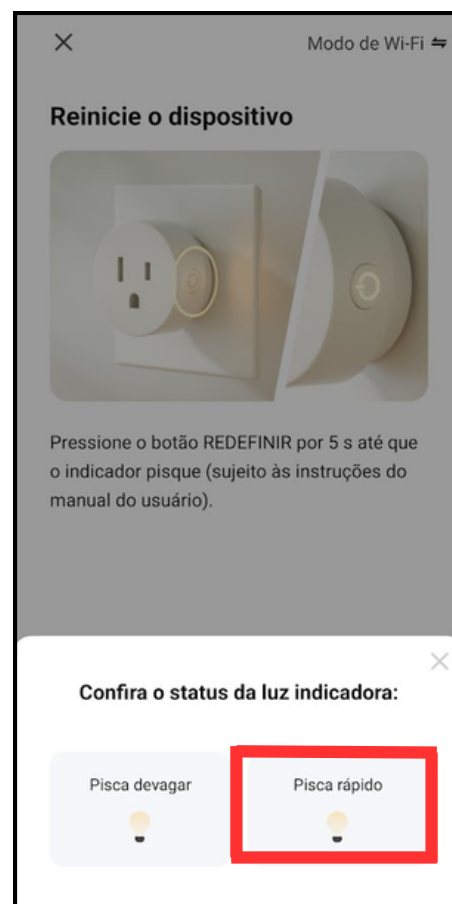 Modo de Wi-Fi
Reinicie o dispositivo
Pressione o botão REDEFINIR por 5 s até que
o indicador pisque (sujeito às instruções do
manual do usuário).
Confira o status da luz indicadora:
Pisca devagar
Pisca rápido